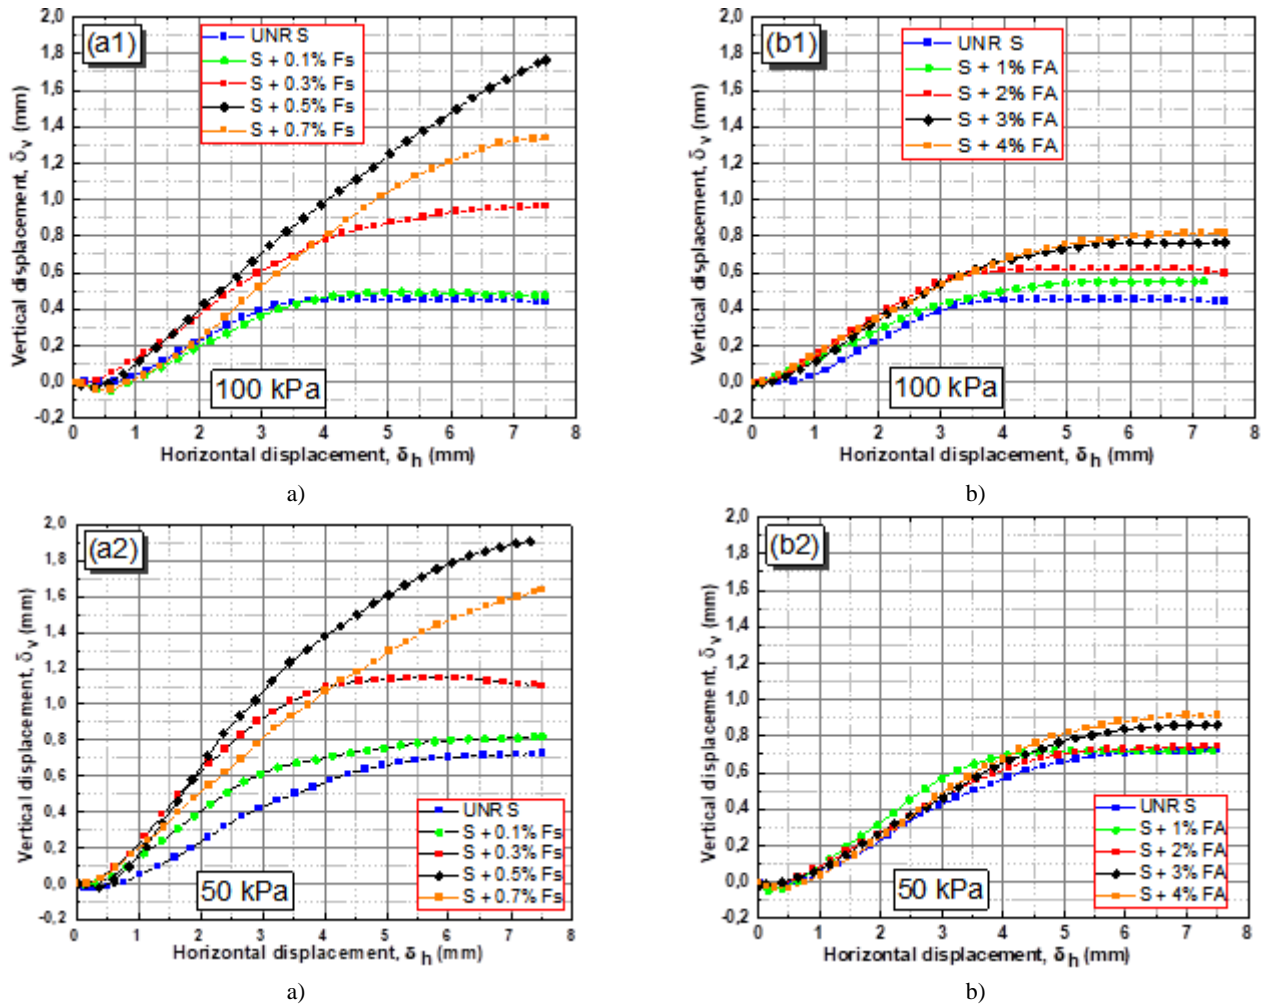 (a1)
UNR S
S + 0.1% Fs
S + 0.3% Fs
S + 0.5% Fs
S + 0.7% Fs
100 kPa
Vertical displacement, δv (mm)
2,0
1,8
1,6
1,4
1,2
1,0
0,8
0,6
0,4
0,2
0,0
-0,2
0 1 2 3 4 5 6 7 8
Horizontal displacement, δh (mm)
a)
(b1)
UNR S
S + 1% FA
S + 2% FA
S + 3% FA
S + 4% FA
100 kPa
Vertical displacement, δv (mm)
2,0
1,8
1,6
1,4
1,2
1,0
0,8
0,6
0,4
0,2
0,0
-0,2
0 1 2 3 4 5 6 7 8
Horizontal displacement, δh (mm)
b)
(a2)
UNR S
S + 0.1% Fs
S + 0.3% Fs
S + 0.5% Fs
S + 0.7% Fs
50 kPa
Vertical displacement, δv (mm)
2,0
1,8
1,6
1,4
1,2
1,0
0,8
0,6
0,4
0,2
0,0
-0,2
0 1 2 3 4 5 6 7 8
Horizontal displacement, δh (mm)
a)
(b2)
UNR S
S + 1% FA
S + 2% FA
S + 3% FA
S + 4% FA
50 kPa
Vertical displacement, δv (mm)
2,0
1,8
1,6
1,4
1,2
1,0
0,8
0,6
0,4
0,2
0,0
-0,2
0 1 2 3 4 5 6 7 8
Horizontal displacement, δh (mm)
b)